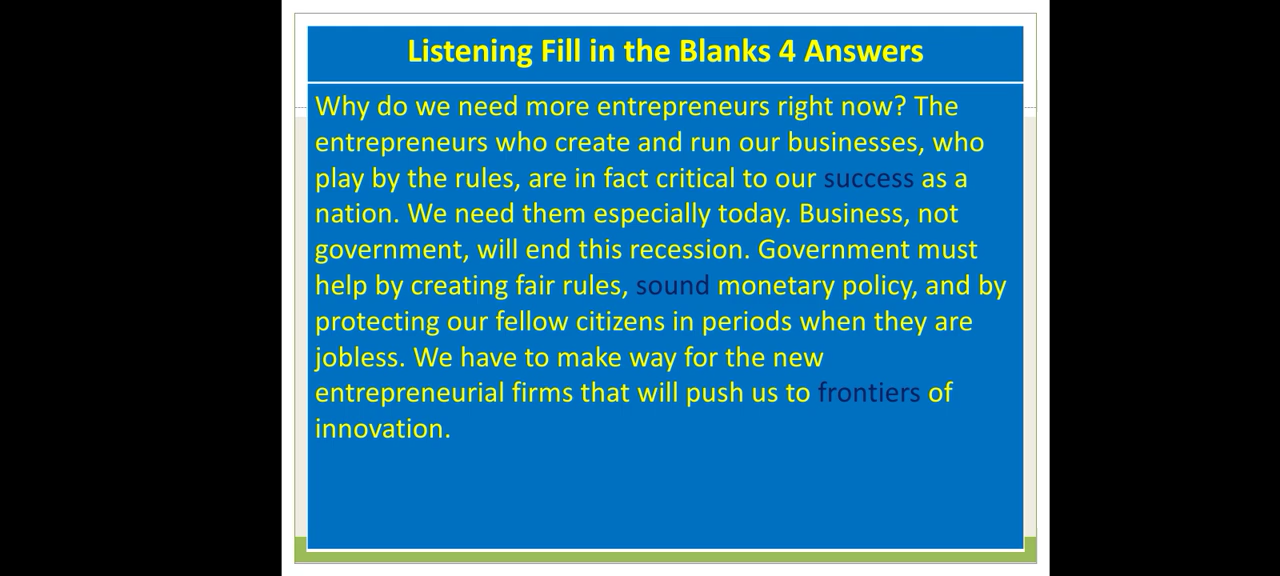 Listening Fill in the Blanks 4 Answers
Why do we need more entrepreneurs right now? The
entrepreneurs who create and run our businesses, who
play by the rules, are in fact critical to our success as a
nation. We need them especially today. Business, not
government, will end this recession. Government must
help by creating fair rules, sound monetary policy, and by
protecting our fellow citizens in periods when they are
jobless. We have to make way for the new
entrepreneurial firms that will push us to frontiers of
innovation.